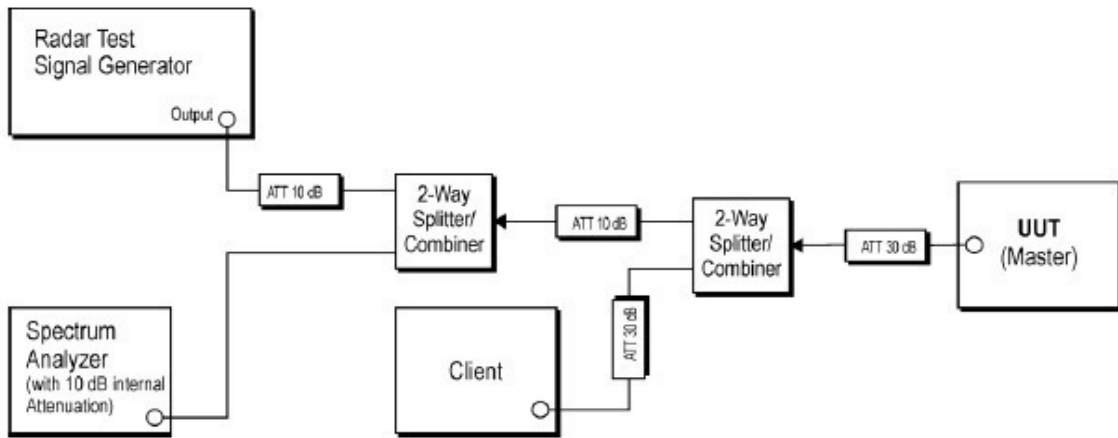 Radar Test
Signal Generator
Output
ATT 10 dB
2-Way
Splitter/
Combiner
ATT 10 dB
2-Way
Splitter/
Combiner
ATT 30 dB
UUT
(Master)
Spectrum
Analyzer
(with 10 dB internal
Attenuation)
Client
ATT 30 dB